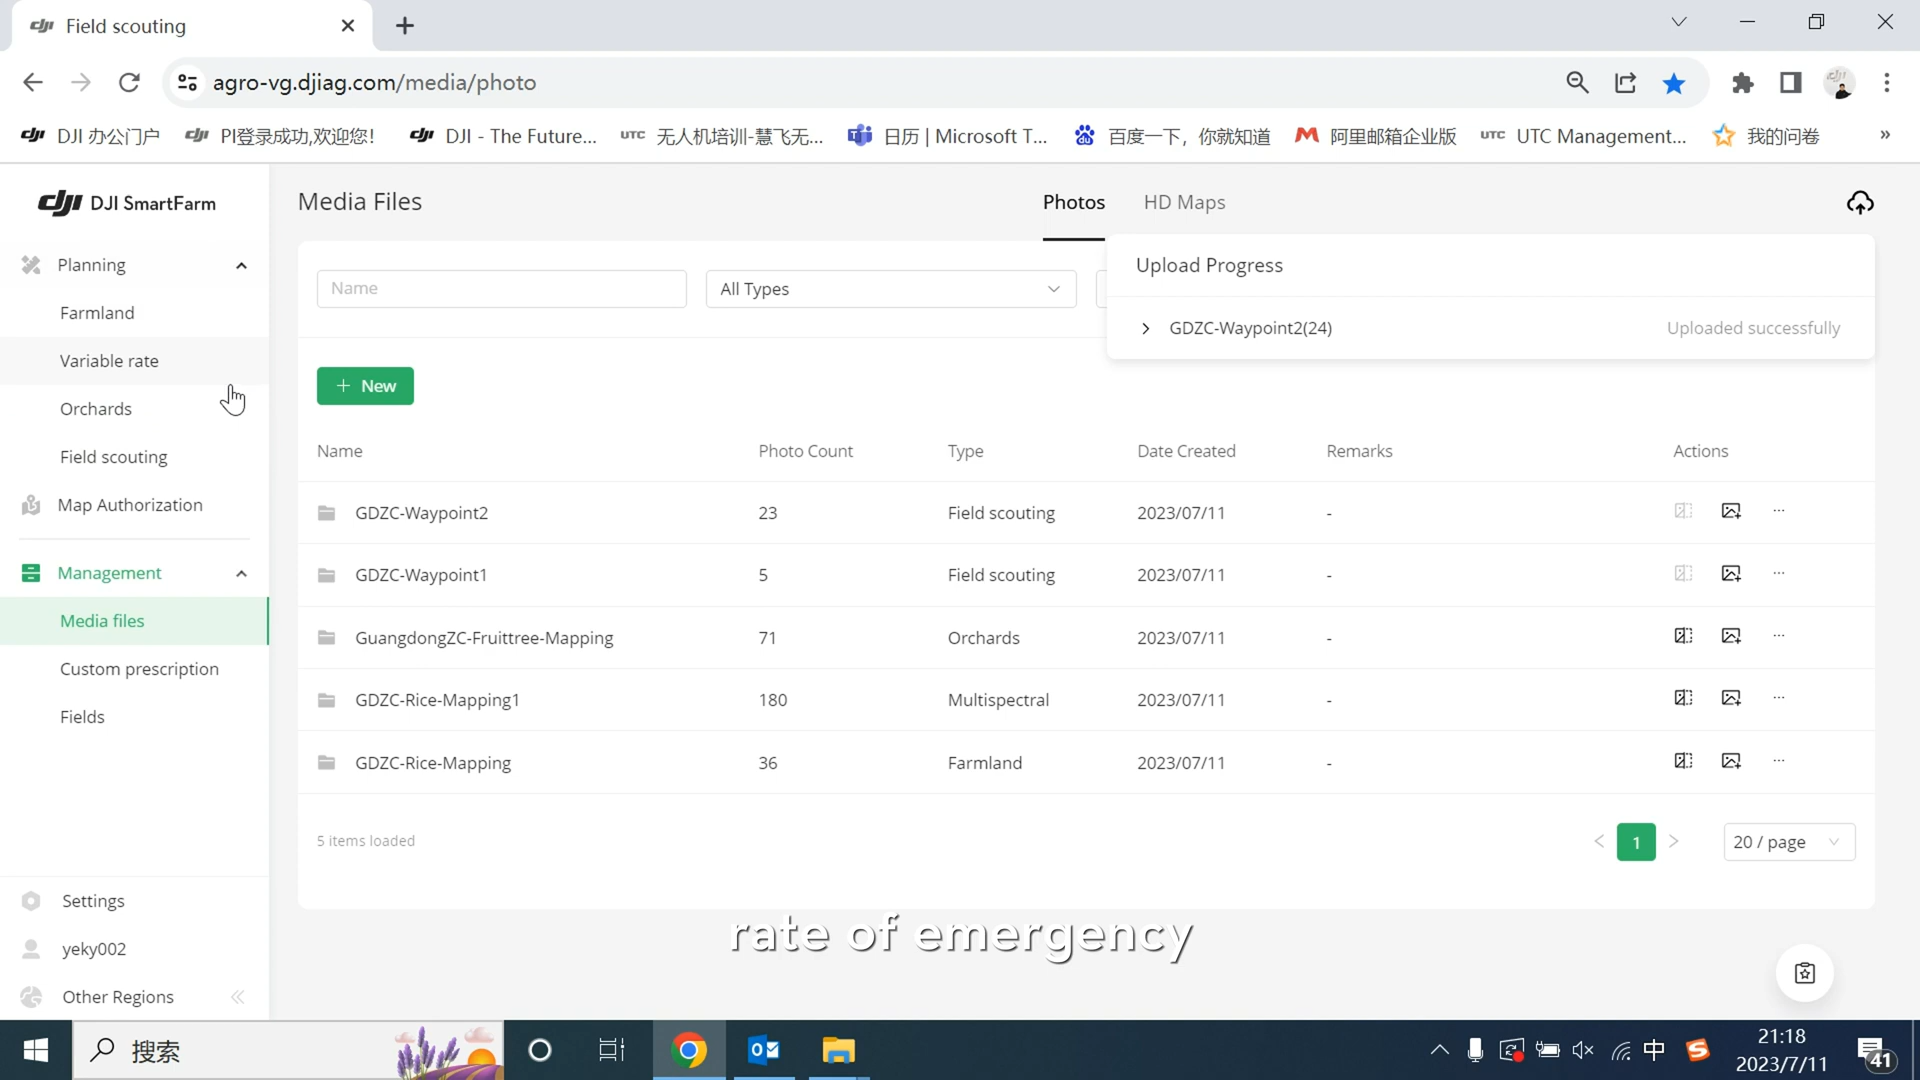 dji Field scouting
agro-vg.djiag.com/media/photo
dji DJI 办公门户 dji PI登录成功,欢迎您! dji DJI - The Future... UTC 无人机培训-慧飞无... 日历 | Microsoft T... 百度一下，你就知道 阿里邮箱企业版 UTC UTC Management... 我的问卷 »
dji DJI SmartFarm
Planning
Farmland
Variable rate
Orchards
Field scouting
Map Authorization
Management
Media files
Custom prescription
Fields
Settings
yeky002
Other Regions
Media Files
Photos HD Maps
Name All Types
Upload Progress
GDZC-Waypoint2(24) Uploaded successfully
+ New
Name Photo Count Type Date Created Remarks Actions
GDZC-Waypoint2 23 Field scouting 2023/07/11 - ...
GDZC-Waypoint1 5 Field scouting 2023/07/11 - ...
GuangdongZC-Fruittree-Mapping 71 Orchards 2023/07/11 - ...
GDZC-Rice-Mapping1 180 Multispectral 2023/07/11 - ...
GDZC-Rice-Mapping 36 Farmland 2023/07/11 - ...
5 items loaded
< 1 > 20 / page
rate of emergency
搜索
中
21:18
2023/7/11
41